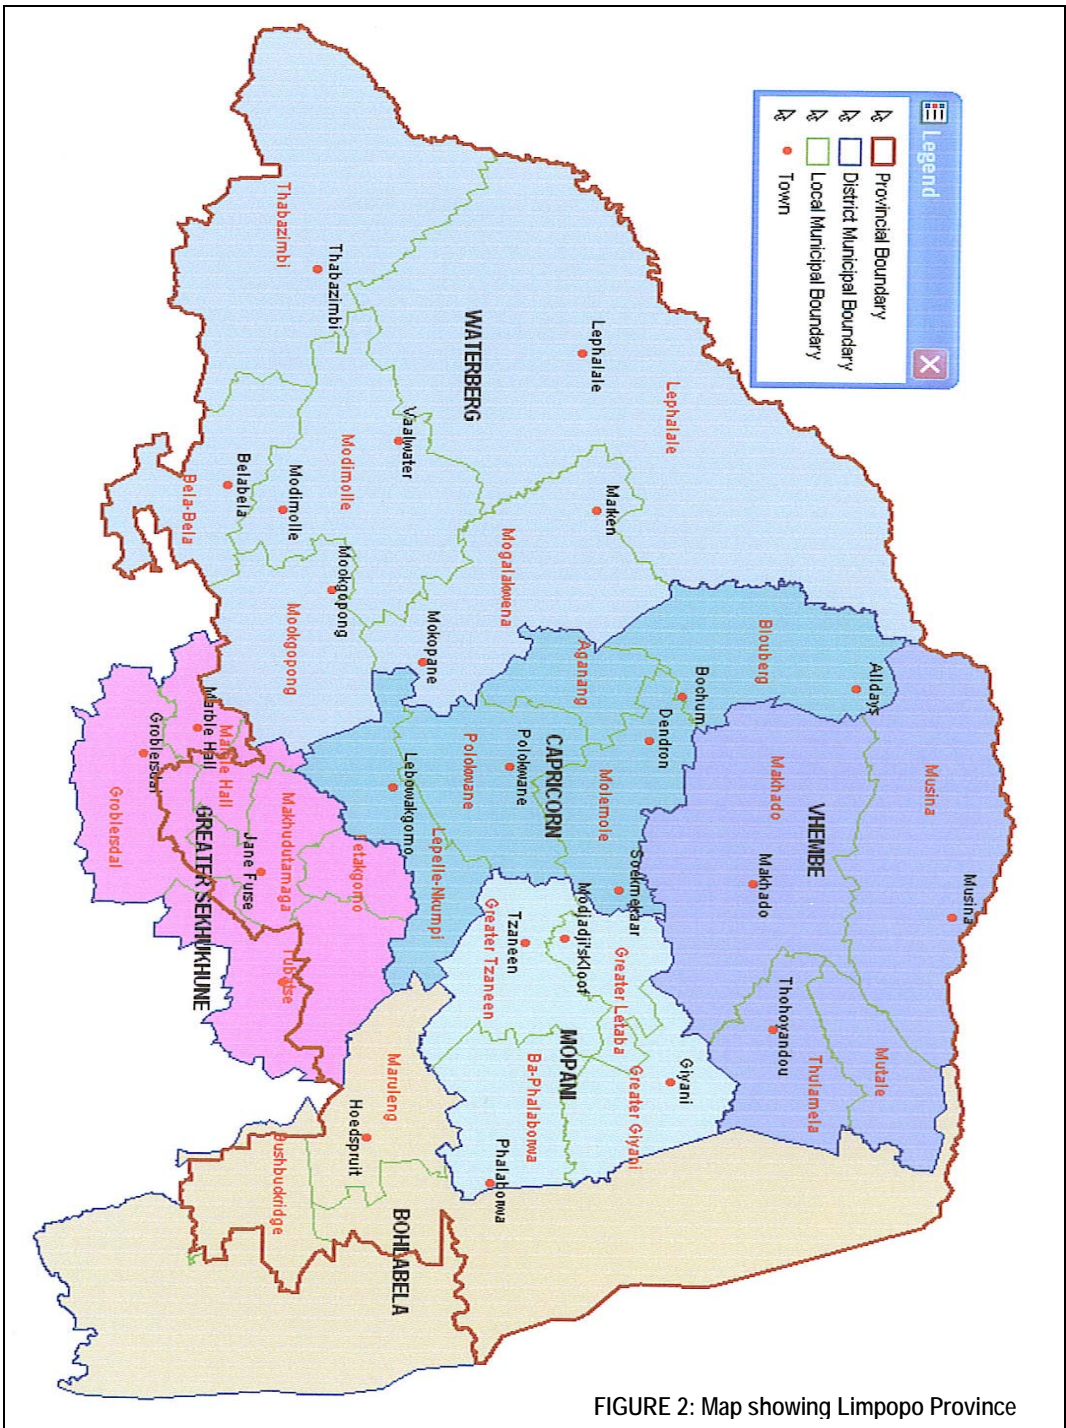 Legend
Provincial Boundary
District Municipal Boundary
Local Municipal Boundary
Town
Musina
Musina
Mutale
Alldays
Blouberg
VHEMBE
Makhado
Makhado
Thohoyandou
Thulamela
Lephalale
Lephalale
Maiken
Bochum
Dendron
Aganang
Molemole
Soekmekaar
Giyani
Greater Giyani
Greater Letaba
Modjadji'sKloof
MOPANI
CAPRICORN
Polokwane
Polokwane
Tzaneen
Greater Tzaneen
Ba-Phalaborwa
Phalaborwa
WATERBERG
Mogalakwena
Vaalwater
Mokopane
Lebowakgomo
Lepelle-Nkumpi
Maruleng
Hoedspruit
BOHLABELA
Bushbuckridge
Thabazimbi
Thabazimbi
Modimolle
Modimolle
Mookgopong
Mookgopong
Belabela
Bela-Bela
Marble Hall
Marble Hall
Makhudutamaga
Fetakgomo
Jane Furse
Tubatse
GREATER SEKHUKHUNE
Groblersdal
Groblersdal
FIGURE 2: Map showing Limpopo Province